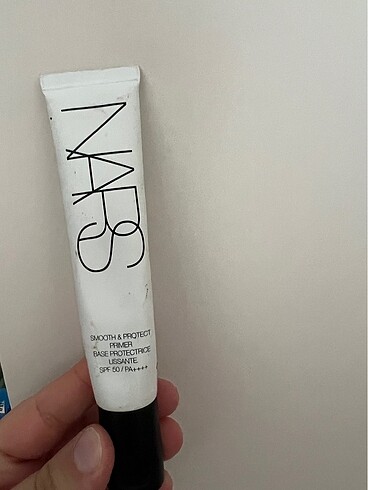 NARS
SMOOTH & PROTECT
PRIMER
BASE PROTECTRICE
LISSANTE
SPF 50 / PA++++